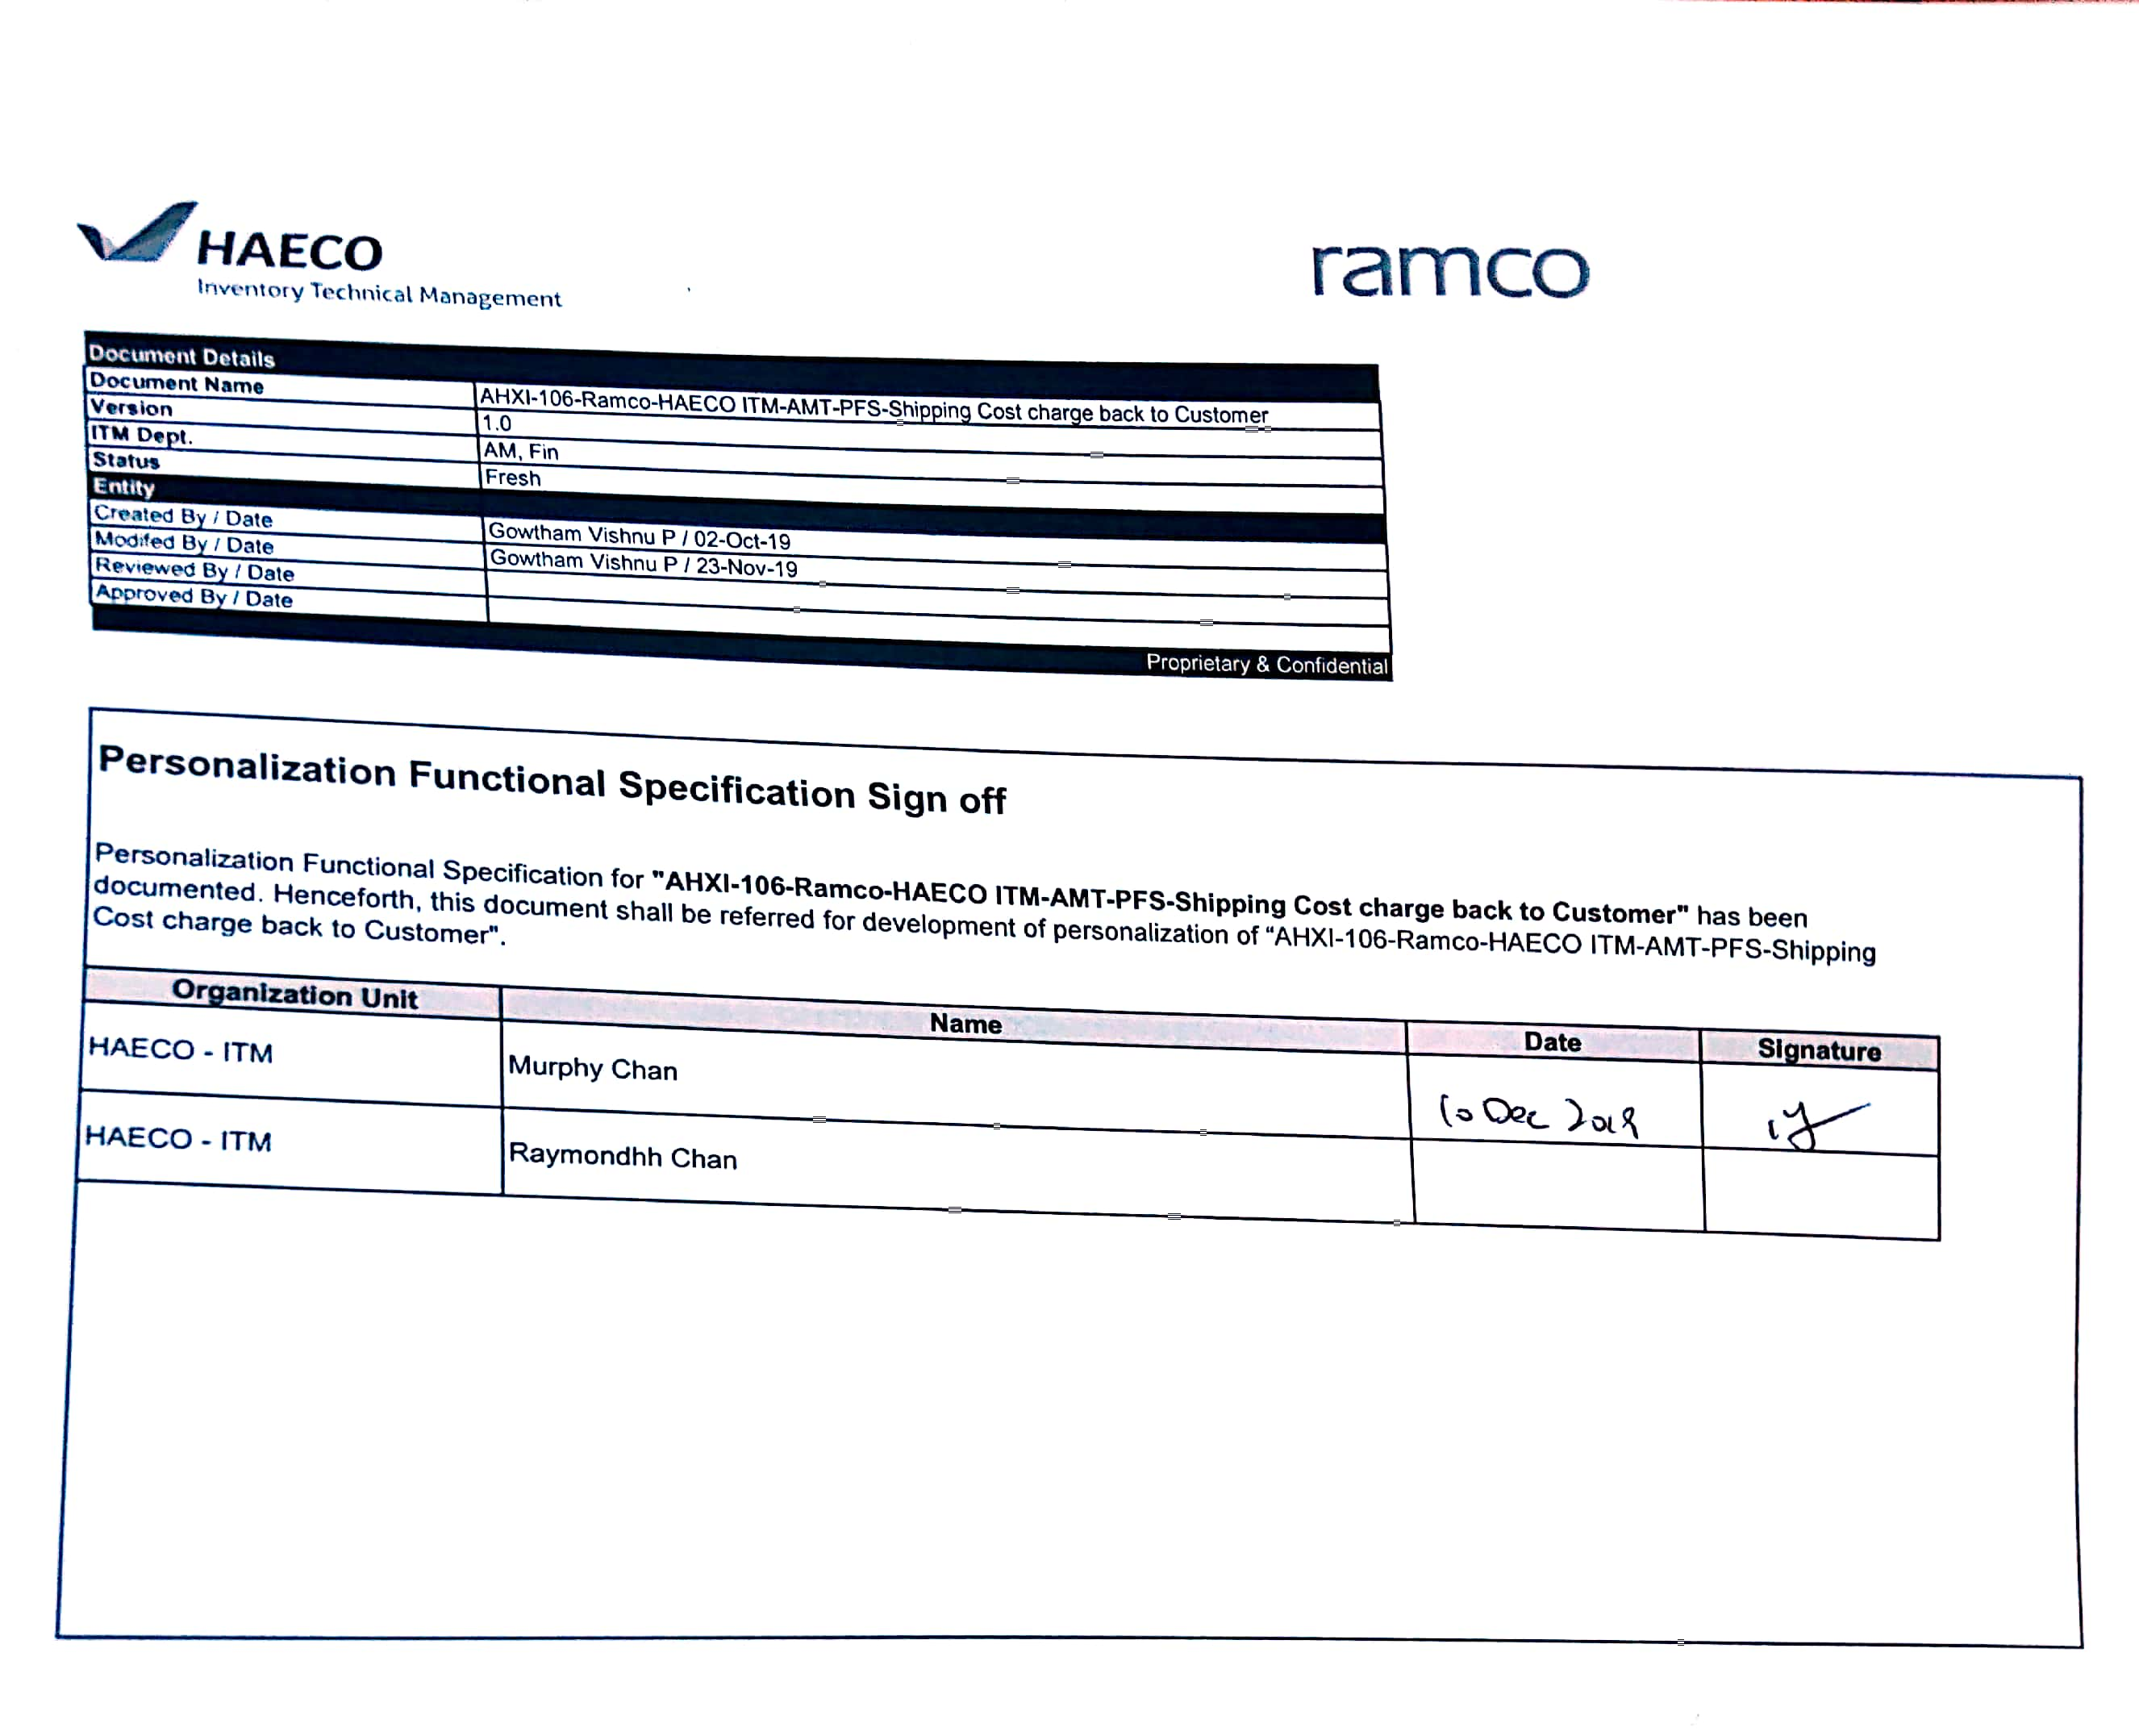 HAECO
Inventory Technical Management
ramco
Document Details
Document Name AHXI-106-Ramco-HAECO ITM-AMT-PFS-Shipping Cost charge back to Customer
Version 1.0
ITM Dept. AM, Fin
Status Fresh
Entity
Created By / Date Gowtham Vishnu P / 02-Oct-19
Modifed By / Date Gowtham Vishnu P / 23-Nov-19
Reviewed By / Date
Approved By / Date
Proprietary & Confidential
Personalization Functional Specification Sign off
Personalization Functional Specification for "AHXI-106-Ramco-HAECO ITM-AMT-PFS-Shipping Cost charge back to Customer" has been
documented. Henceforth, this document shall be referred for development of personalization of “AHXI-106-Ramco-HAECO ITM-AMT-PFS-Shipping
Cost charge back to Customer".
Organization Unit Name Date Signature
HAECO - ITM Murphy Chan 10 Dec 2019
HAECO - ITM Raymondhh Chan